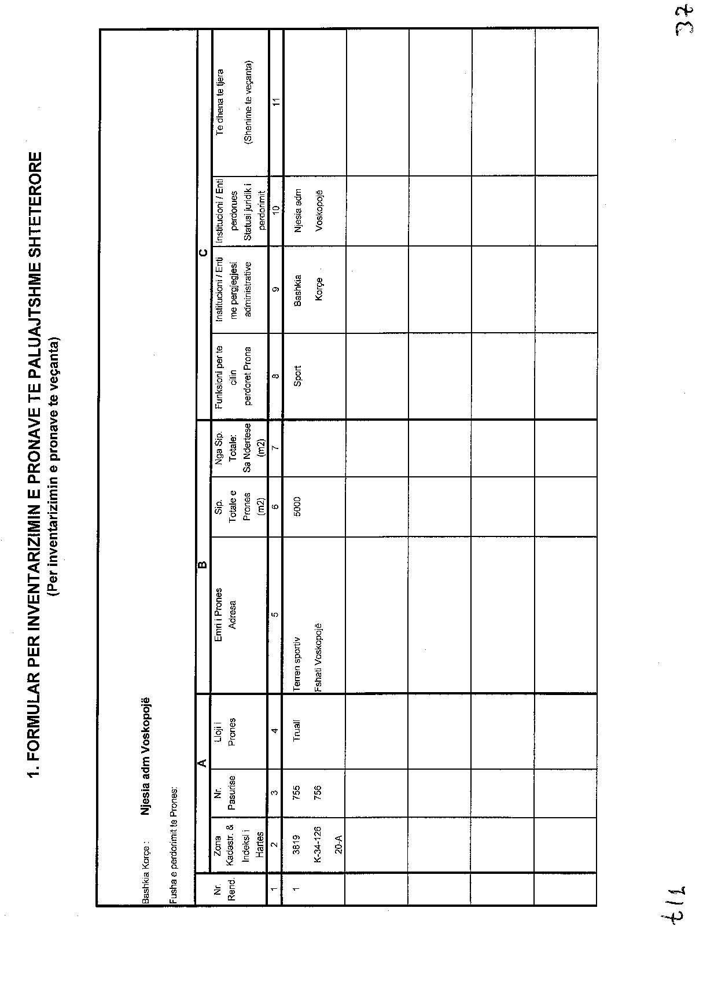 1. FORMULAR PER INVENTARIZIMIN E PRONAVE TE PALUAJTSHME SHTETERORE
(Per inventarizimin e pronave te veçanta)
Bashkia Korçe : Njesia adm Voskopojë
Fusha e perdorimit te Prones:
A B C
Nr. Rend.
Zona Kadastr. & Indeksi i Hartes
Nr. Pasurise
Lloji i Prones
Emri i Prones Adresa
Sip. Totale e Prones (m2)
Nga Sip. Totale: Sa Ndertese (m2)
Funksioni per te cilin perdoret Prona
Institucioni / Enti me pergjegjesi administrative
Institucioni / Enti perdorues Statusi juridik i perdorimit
Te dhena te tjera (Shenime te veçanta)
1 2 3 4 5 6 7 8 9 10 11
1 3819 755 Truall Terren sportiv 5000 Sport Bashkia Njesia adm
K-34-126 756 Fshati Voskopojë Korçe Voskopojë
20-A
37